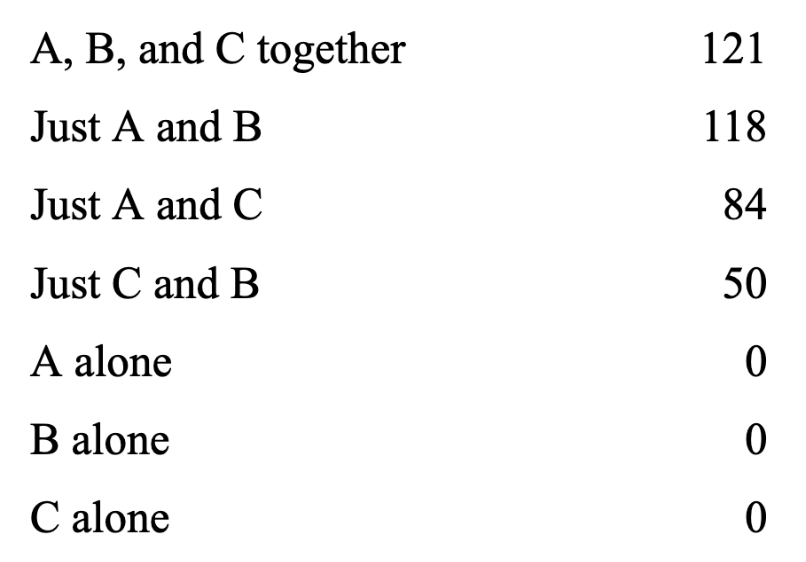 A, B, and C together 121
Just A and B 118
Just A and C 84
Just C and B 50
A alone 0
B alone 0
C alone 0